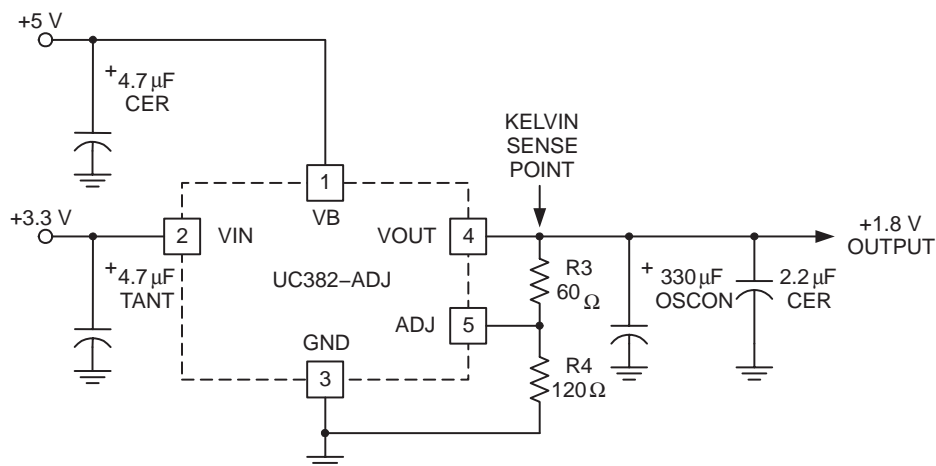 +5 V
+
4.7 μF
CER
KELVIN
SENSE
POINT
1
VB
+3.3 V
2
VIN
VOUT
4
+1.8 V
OUTPUT
+
4.7 μF
TANT
UC382–ADJ
R3
60 Ω
+
330 μF
OSCON
2.2 μF
CER
ADJ
5
GND
3
R4
120 Ω